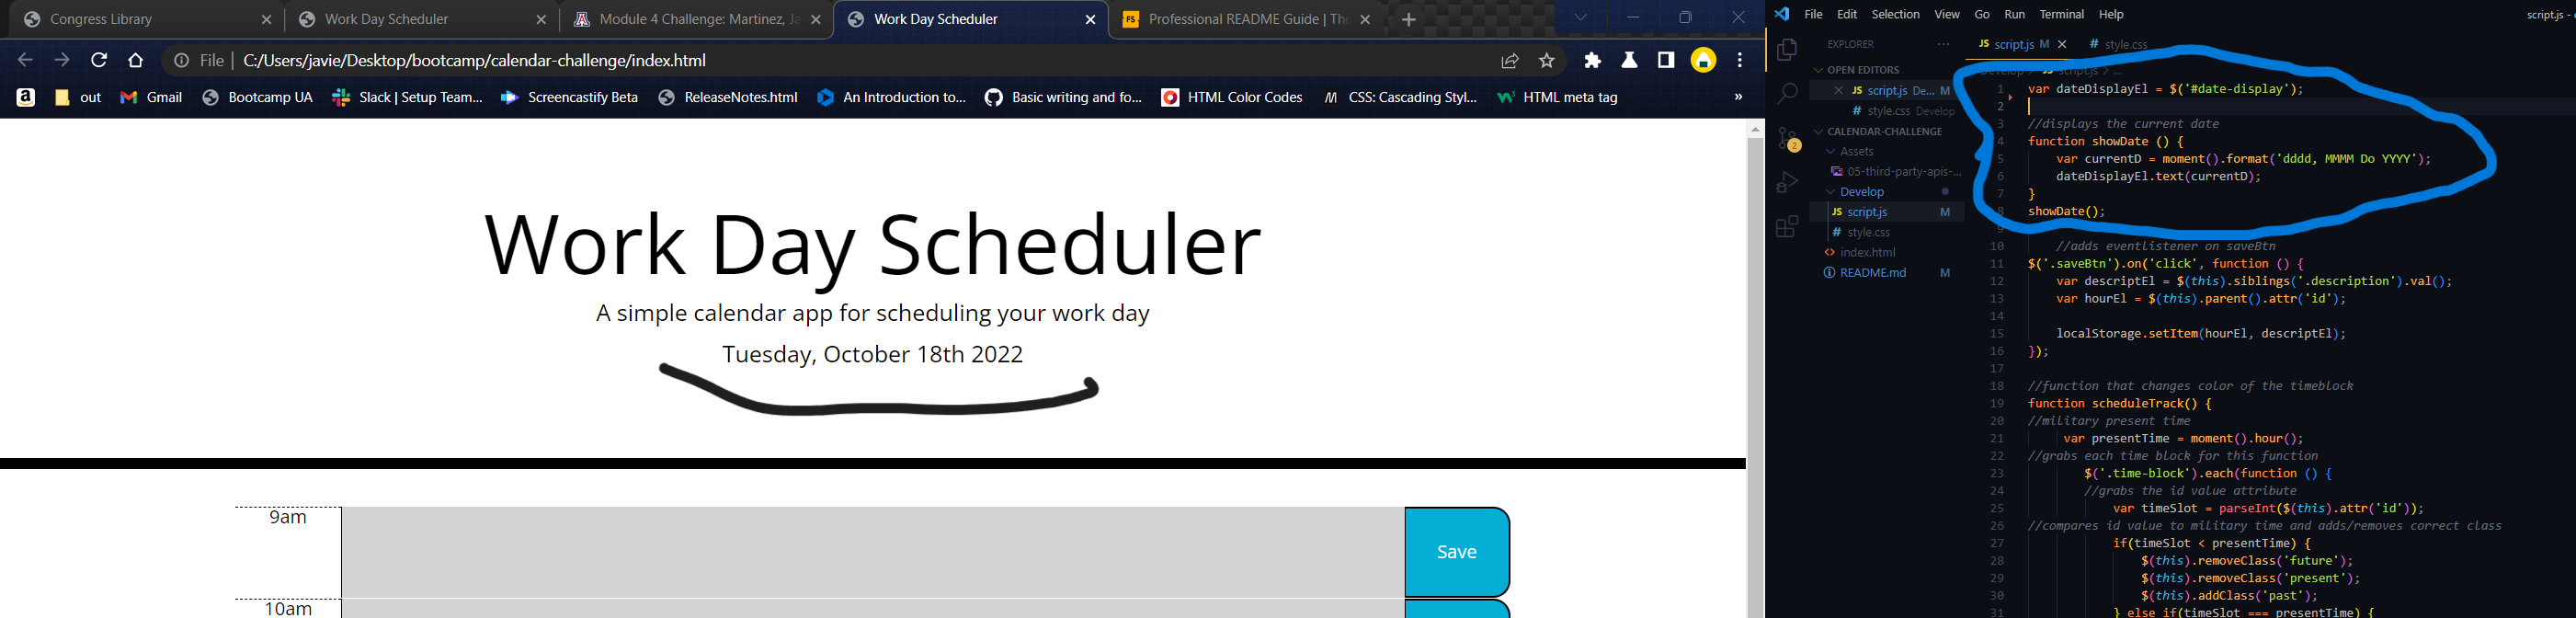 Congress Library
Work Day Scheduler
Module 4 Challenge: Martinez, Ja
Work Day Scheduler
Professional README Guide | The
File | C:/Users/javie/Desktop/bootcamp/calendar-challenge/index.html
out
Gmail
Bootcamp UA
Slack | Setup Team...
Screencastify Beta
ReleaseNotes.html
An Introduction to...
Basic writing and fo...
HTML Color Codes
CSS: Cascading Styl...
HTML meta tag
»
Work Day Scheduler
A simple calendar app for scheduling your work day
Tuesday, October 18th 2022
9am
Save
10am
File Edit Selection View Go Run Terminal Help
script.js -
EXPLORER ...
OPEN EDITORS
JS script.js De... M
# style.css Develop
CALENDAR-CHALLENGE
Assets
05-third-party-apis-...
Develop
JS script.js M
# style.css
<> index.html
README.md M
2
JS script.js M
# style.css
Develop > JS script.js > ...
1 var dateDisplayEl = $('#date-display');
2
3 //displays the current date
4 function showDate () {
5 var currentD = moment().format('dddd, MMMM Do YYYY');
6 dateDisplayEl.text(currentD);
7 }
8 showDate();
9
10 //adds eventlistener on saveBtn
11 $('.saveBtn').on('click', function () {
12 var descriptEl = $(this).siblings('.description').val();
13 var hourEl = $(this).parent().attr('id');
14
15 localStorage.setItem(hourEl, descriptEl);
16 });
17
18 //function that changes color of the timeblock
19 function scheduleTrack() {
20 //military present time
21 var presentTime = moment().hour();
22 //grabs each time block for this function
23 $('.time-block').each(function () {
24 //grabs the id value attribute
25 var timeSlot = parseInt($(this).attr('id'));
26 //compares id value to military time and adds/removes correct class
27 if(timeSlot < presentTime) {
28 $(this).removeClass('future');
29 $(this).removeClass('present');
30 $(this).addClass('past');
31 } else if(timeSlot === presentTime) {